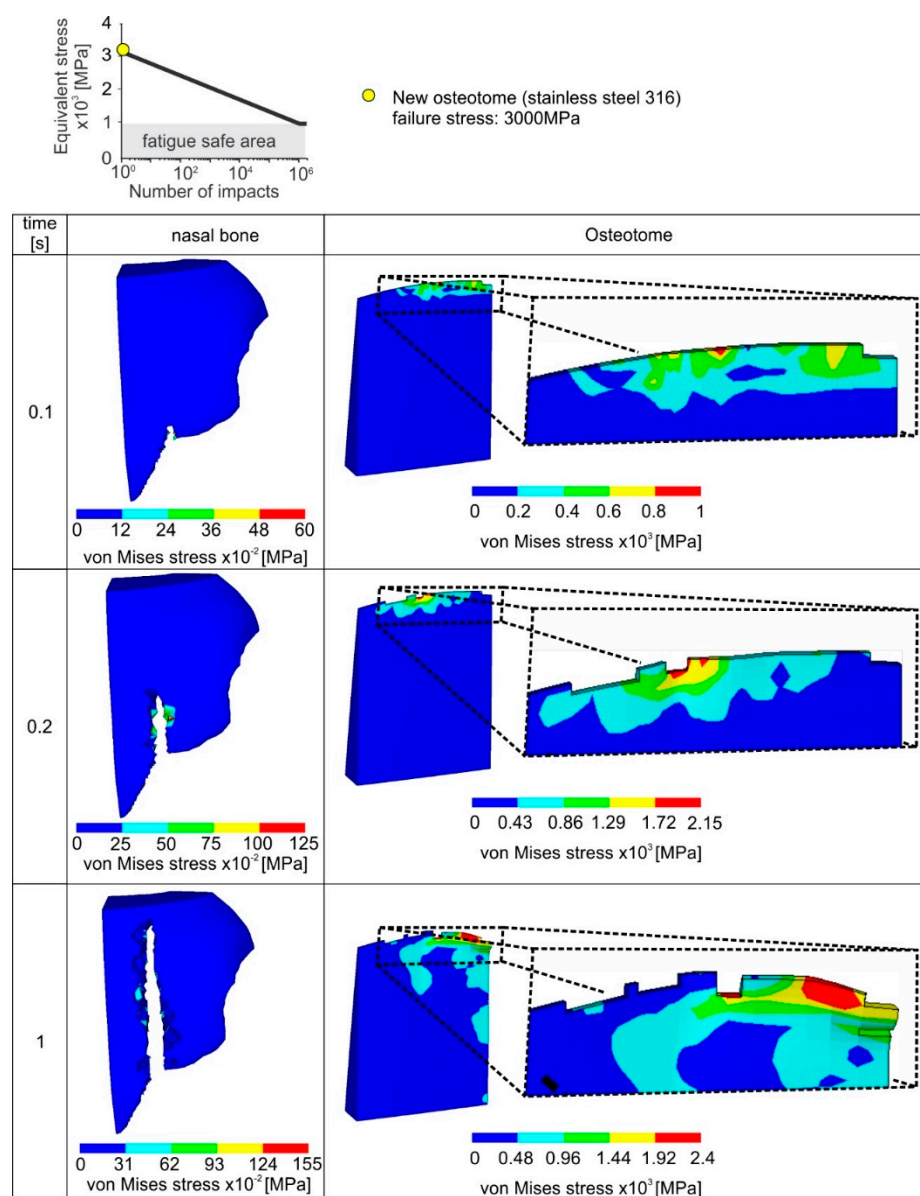 Equivalent stress
x10³ [MPa]
4
3
2
1
0
fatigue safe area
10⁰ 10² 10⁴ 10⁶
Number of impacts
New osteotome (stainless steel 316)
failure stress: 3000MPa
time
[s]
nasal bone
Osteotome
0.1
0 12 24 36 48 60
von Mises stress x10⁻² [MPa]
0 0.2 0.4 0.6 0.8 1
von Mises stress x10³ [MPa]
0.2
0 25 50 75 100 125
von Mises stress x10⁻² [MPa]
0 0.43 0.86 1.29 1.72 2.15
von Mises stress x10³ [MPa]
1
0 31 62 93 124 155
von Mises stress x10⁻² [MPa]
0 0.48 0.96 1.44 1.92 2.4
von Mises stress x10³ [MPa]